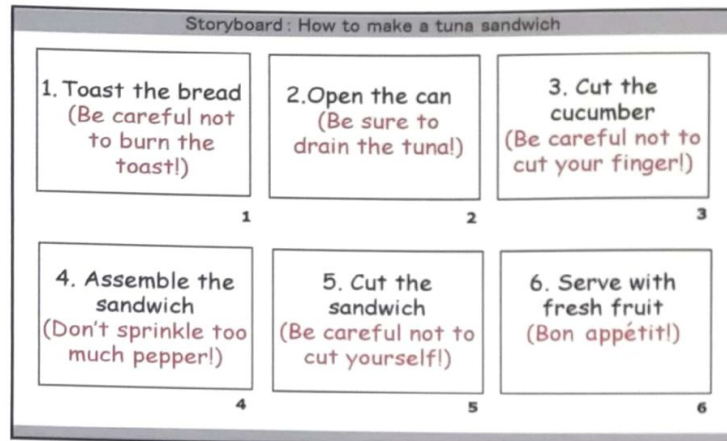 Storyboard: How to make a tuna sandwich
1. Toast the bread
(Be careful not
to burn the
toast!)
1
2.Open the can
(Be sure to
drain the tuna!)
2
3. Cut the
cucumber
(Be careful not to
cut your finger!)
3
4. Assemble the
sandwich
(Don't sprinkle too
much pepper!)
4
5. Cut the
sandwich
(Be careful not to
cut yourself!)
5
6. Serve with
fresh fruit
(Bon appétit!)
6